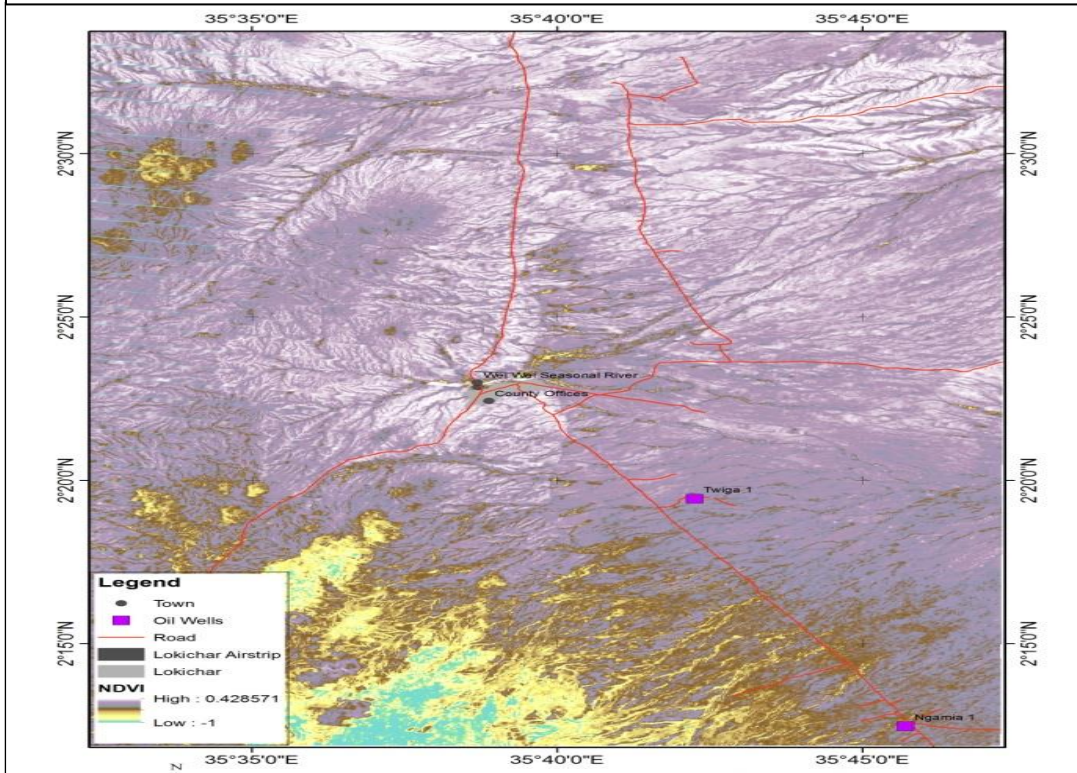 35°35'0"E 35°40'0"E 35°45'0"E
2°30'0"N 2°30'0"N
2°25'0"N 2°25'0"N
Wei Wei Seasonal River
County Offices
2°20'0"N 2°20'0"N
Twiga 1
2°15'0"N 2°15'0"N
Legend
Town
Oil Wells
Road
Lokichar Airstrip
Lokichar
NDVI
High : 0.428571
Low : -1
Ngamia 1
35°35'0"E 35°40'0"E 35°45'0"E
N